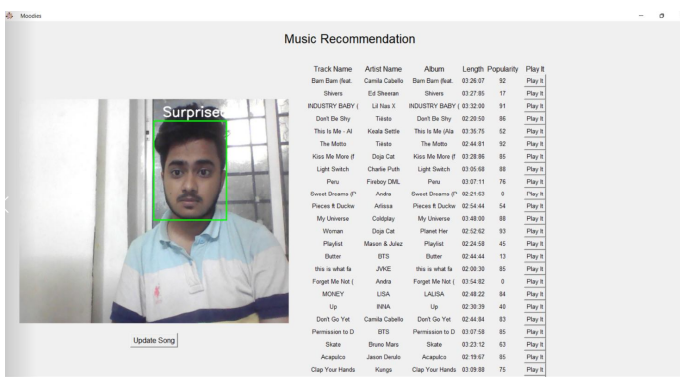 Moodies
Music Recommendation
Track Name Artist Name Album Length Popularity Play It
Bam Bam (feat. Camila Cabello Bam Bam (feat. 03:26:07 92 Play It
Shivers Ed Sheeran Shivers 03:27:85 17 Play It
INDUSTRY BABY ( Lil Nas X INDUSTRY BABY ( 03:32:00 91 Play It
Don't Be Shy Tiësto Don't Be Shy 02:20:50 86 Play It
This Is Me - Al Keala Settle This Is Me (Ala 03:35:75 52 Play It
The Motto Tiësto The Motto 02:44:81 92 Play It
Kiss Me More (f Doja Cat Kiss Me More (f 03:28:86 85 Play It
Light Switch Charlie Puth Light Switch 03:05:68 88 Play It
Peru Fireboy DML Peru 03:07:11 76 Play It
Sweet Dreams (P Andra Sweet Dreams (P 02:21:63 0 Play It
Pieces ft Duckw Arlissa Pieces ft Duckw 02:54:44 54 Play It
My Universe Coldplay My Universe 03:48:00 88 Play It
Woman Doja Cat Planet Her 02:52:62 93 Play It
Playlist Mason & Julez Playlist 02:24:58 45 Play It
Butter BTS Butter 02:44:44 13 Play It
this is what fa JVKE this is what fa 02:00:30 85 Play It
Forget Me Not ( Andra Forget Me Not ( 03:54:82 0 Play It
MONEY LISA LALISA 02:48:22 84 Play It
Up INNA Up 02:30:39 40 Play It
Don't Go Yet Camila Cabello Don't Go Yet 02:44:84 83 Play It
Permission to D BTS Permission to D 03:07:58 85 Play It
Skate Bruno Mars Skate 03:23:12 63 Play It
Acapulco Jason Derulo Acapulco 02:19:67 85 Play It
Clap Your Hands Kungs Clap Your Hands 03:09:88 75 Play It
Surprised
Update Song